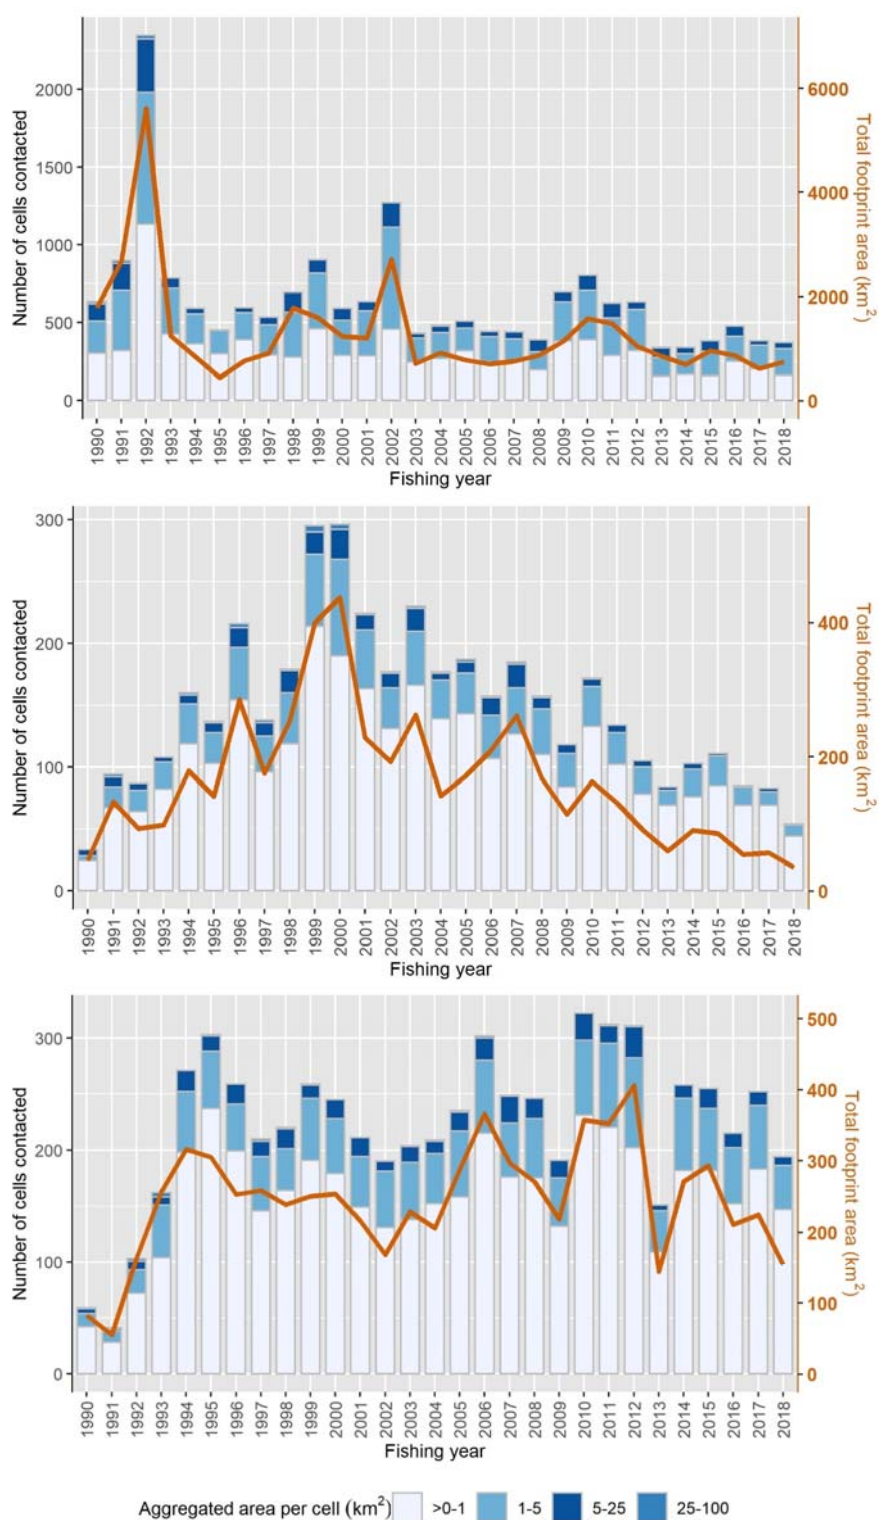 2000
1500
1000
500
0
Number of cells contacted
6000
4000
2000
0
Total footprint area (km²)
1990 1991 1992 1993 1994 1995 1996 1997 1998 1999 2000 2001 2002 2003 2004 2005 2006 2007 2008 2009 2010 2011 2012 2013 2014 2015 2016 2017 2018
Fishing year
300
200
100
0
Number of cells contacted
400
200
0
Total footprint area (km²)
1990 1991 1992 1993 1994 1995 1996 1997 1998 1999 2000 2001 2002 2003 2004 2005 2006 2007 2008 2009 2010 2011 2012 2013 2014 2015 2016 2017 2018
Fishing year
300
200
100
0
Number of cells contacted
500
400
300
200
100
0
Total footprint area (km²)
1990 1991 1992 1993 1994 1995 1996 1997 1998 1999 2000 2001 2002 2003 2004 2005 2006 2007 2008 2009 2010 2011 2012 2013 2014 2015 2016 2017 2018
Fishing year
Aggregated area per cell (km²) >0-1 1-5 5-25 25-100